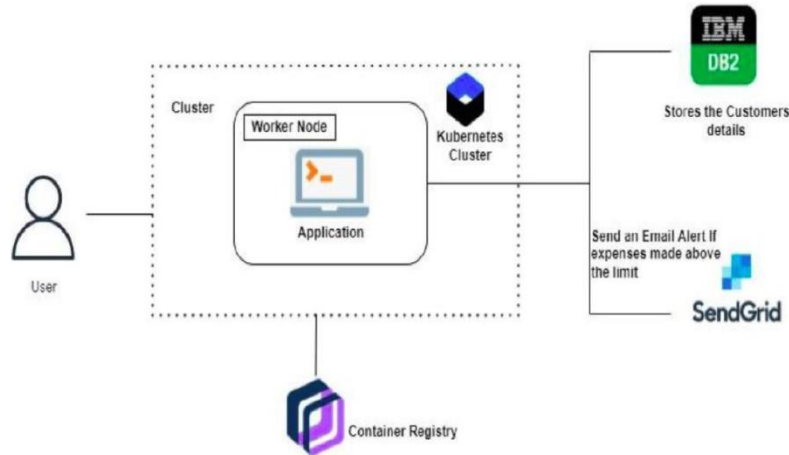 IBM
DB2
Stores the Customers
details
Cluster
Worker Node
Kubernetes
Cluster
Application
User
Send an Email Alert If
expenses made above
the limit
SendGrid
Container Registry